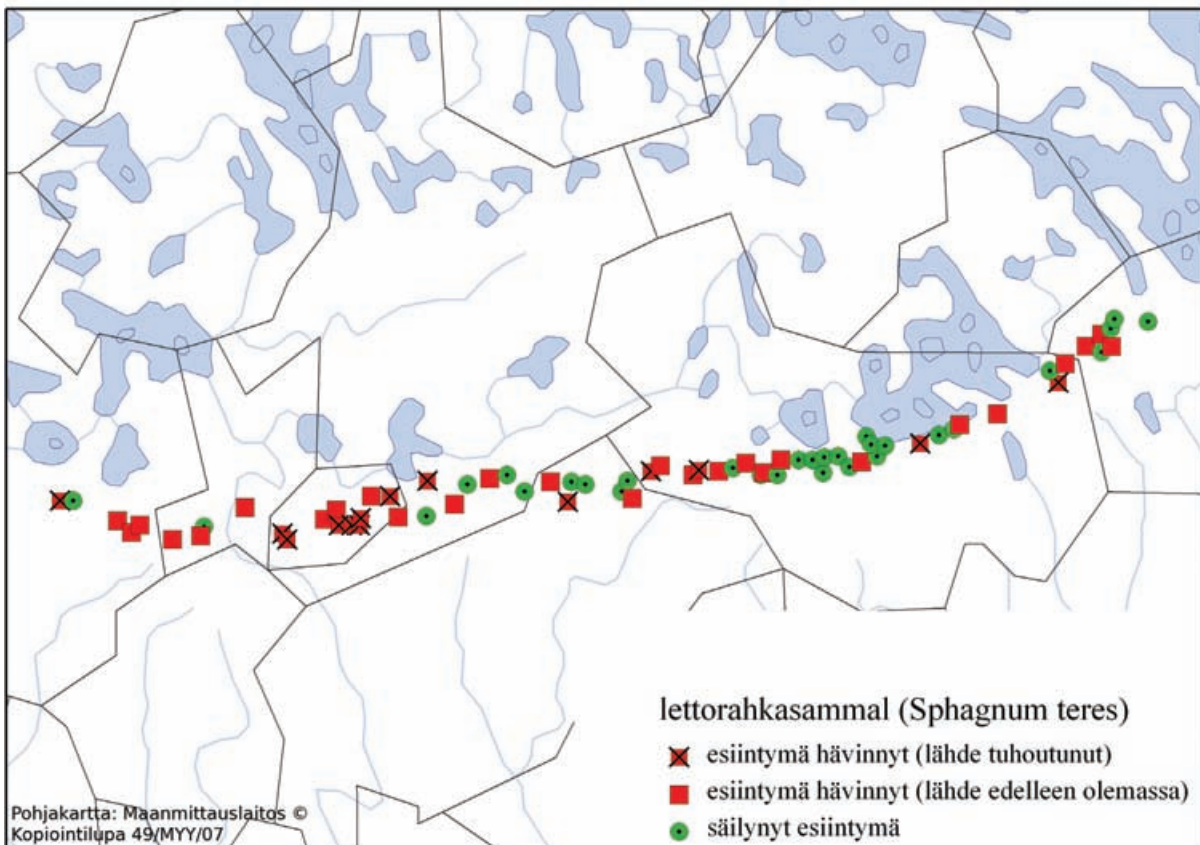 lettorahkasammal (Sphagnum teres)
esiintymä hävinnyt (lähde tuhoutunut)
esiintymä hävinnyt (lähde edelleen olemassa)
säilynyt esiintymä
Pohjakartta: Maanmittauslaitos ©
Kopiointilupa 49/MYY/07